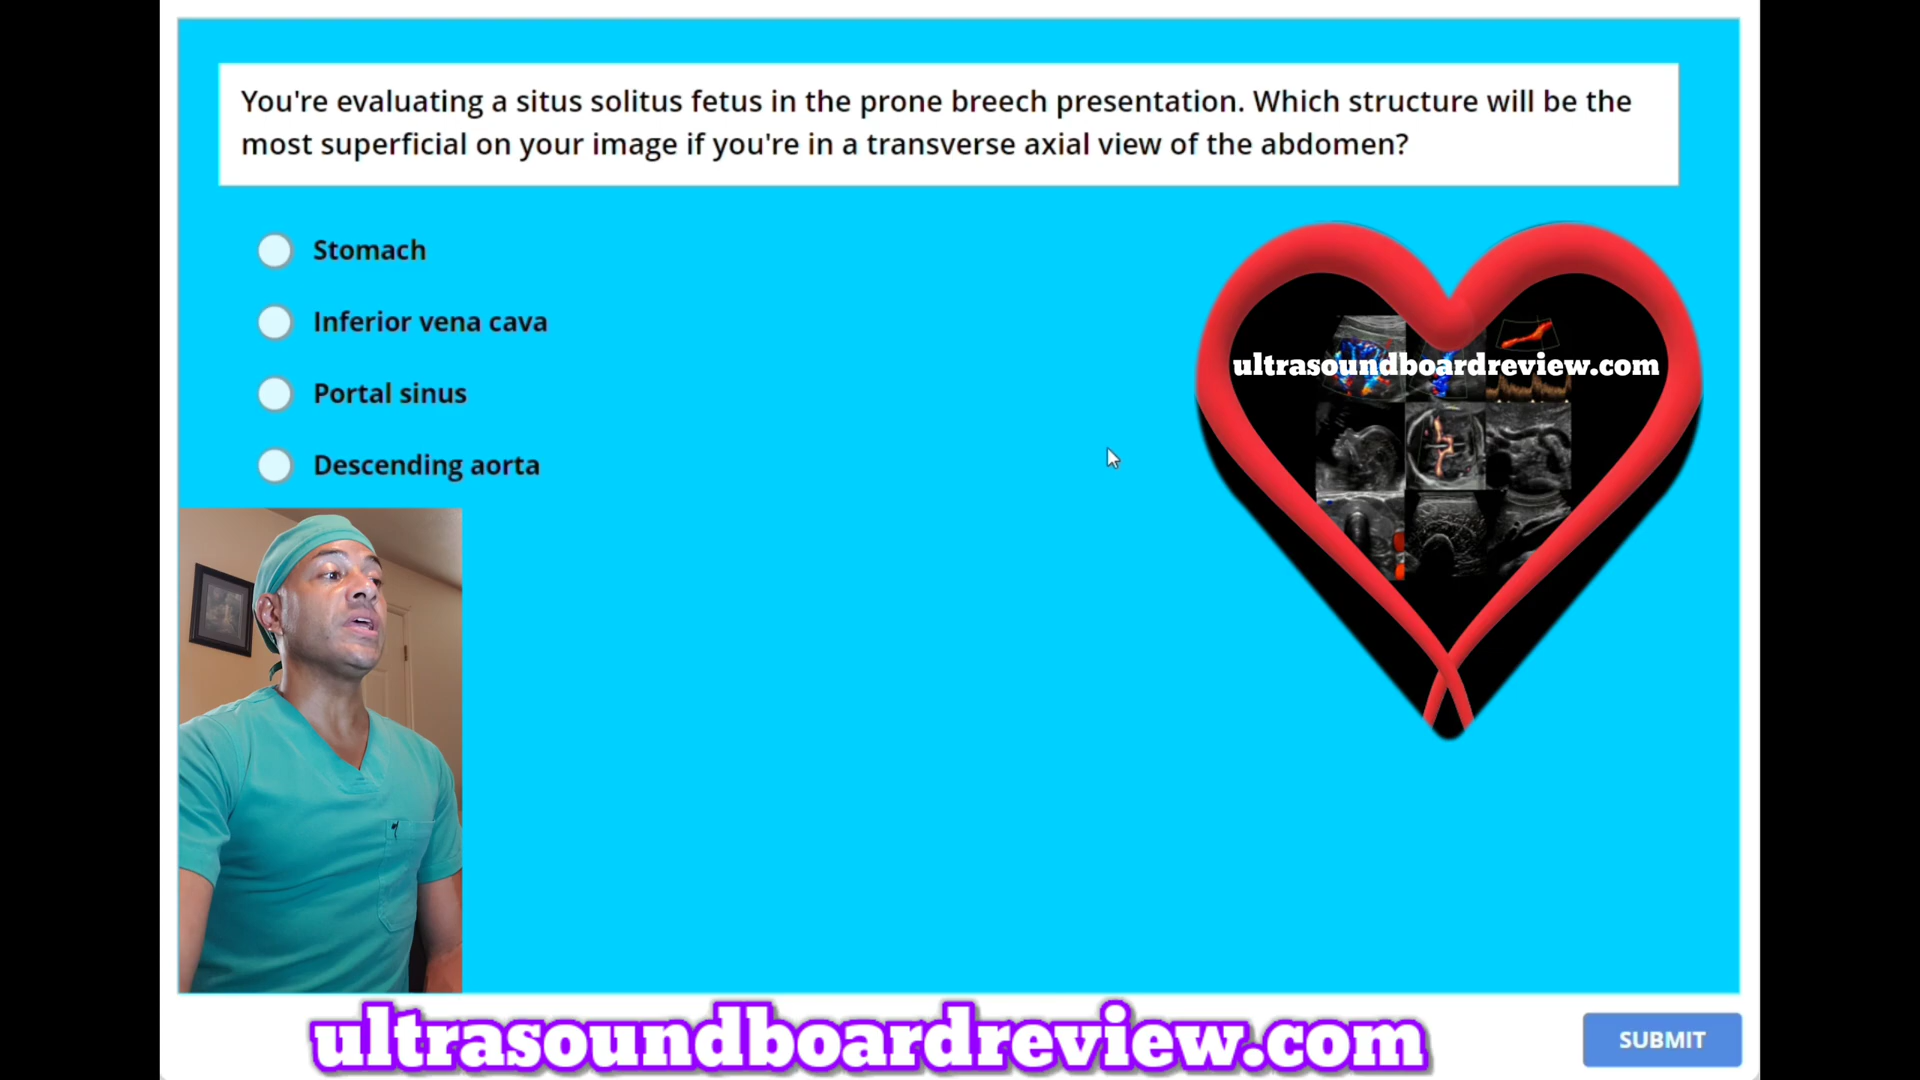 You're evaluating a situs solitus fetus in the prone breech presentation. Which structure will be the
most superficial on your image if you're in a transverse axial view of the abdomen?
Stomach
Inferior vena cava
Portal sinus
Descending aorta
ultrasoundboardreview.com
ultrasoundboardreview.com
SUBMIT